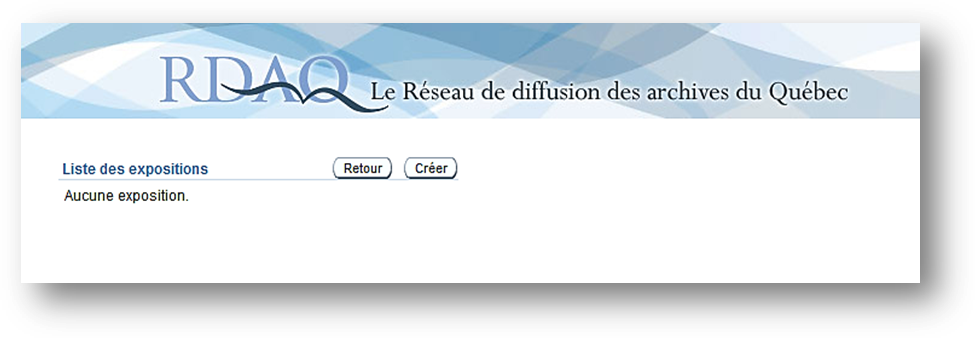 RDAQ Le Réseau de diffusion des archives du Québec
Liste des expositions Retour Créer
Aucune exposition.